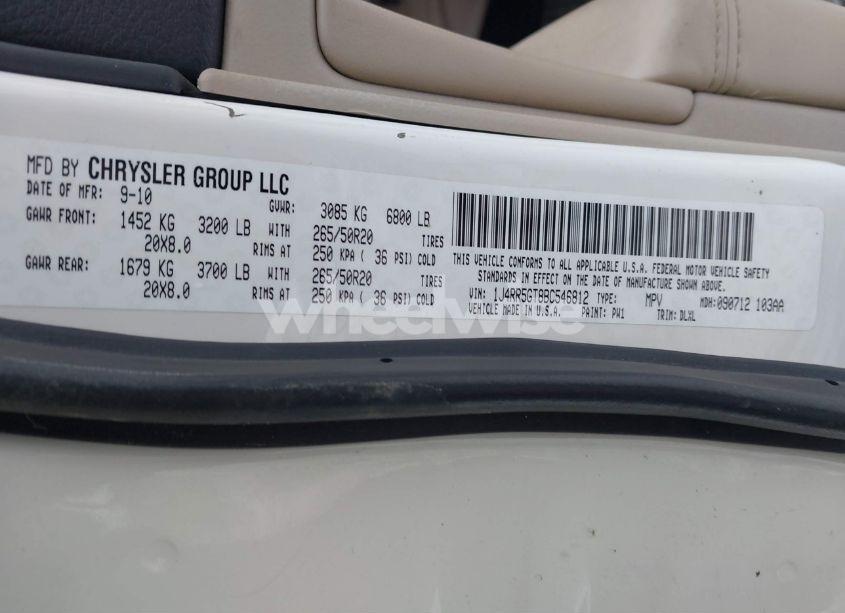 MFD BY CHRYSLER GROUP LLC
DATE OF MFR: 9-10 GVWR: 3085 KG 6800 LB
GAWR FRONT: 1452 KG 3200 LB WITH 265/50R20 TIRES
20X8.0 RIMS AT 250 KPA ( 36 PSI) COLD
GAWR REAR: 1679 KG 3700 LB WITH 265/50R20 TIRES
20X8.0 RIMS AT 250 KPA ( 36 PSI) COLD
THIS VEHICLE CONFORMS TO ALL APPLICABLE U.S.A. FEDERAL MOTOR VEHICLE SAFETY
STANDARDS IN EFFECT ON THE DATE OF MANUFACTURE SHOWN ABOVE.
VIN: 1J4RR5GT8BC546812 TYPE: MPV MDH: 090712 103AA
VEHICLE MADE IN U.S.A. PAINT: PW1 TRIM: DLXL
wheelwise